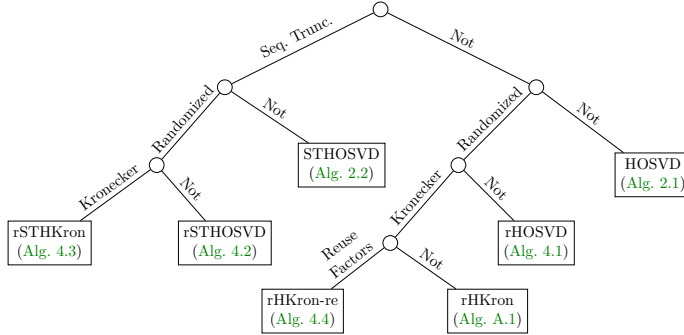 Seq. Trunc.
Not
Randomized
Not
Randomized
Not
STHOSVD
(Alg. 2.2)
HOSVD
(Alg. 2.1)
Kronecker
Not
Kronecker
Not
rSTHKron
(Alg. 4.3)
rSTHOSVD
(Alg. 4.2)
rHOSVD
(Alg. 4.1)
Reuse
Factors
Not
rHKron-re
(Alg. 4.4)
rHKron
(Alg. A.1)